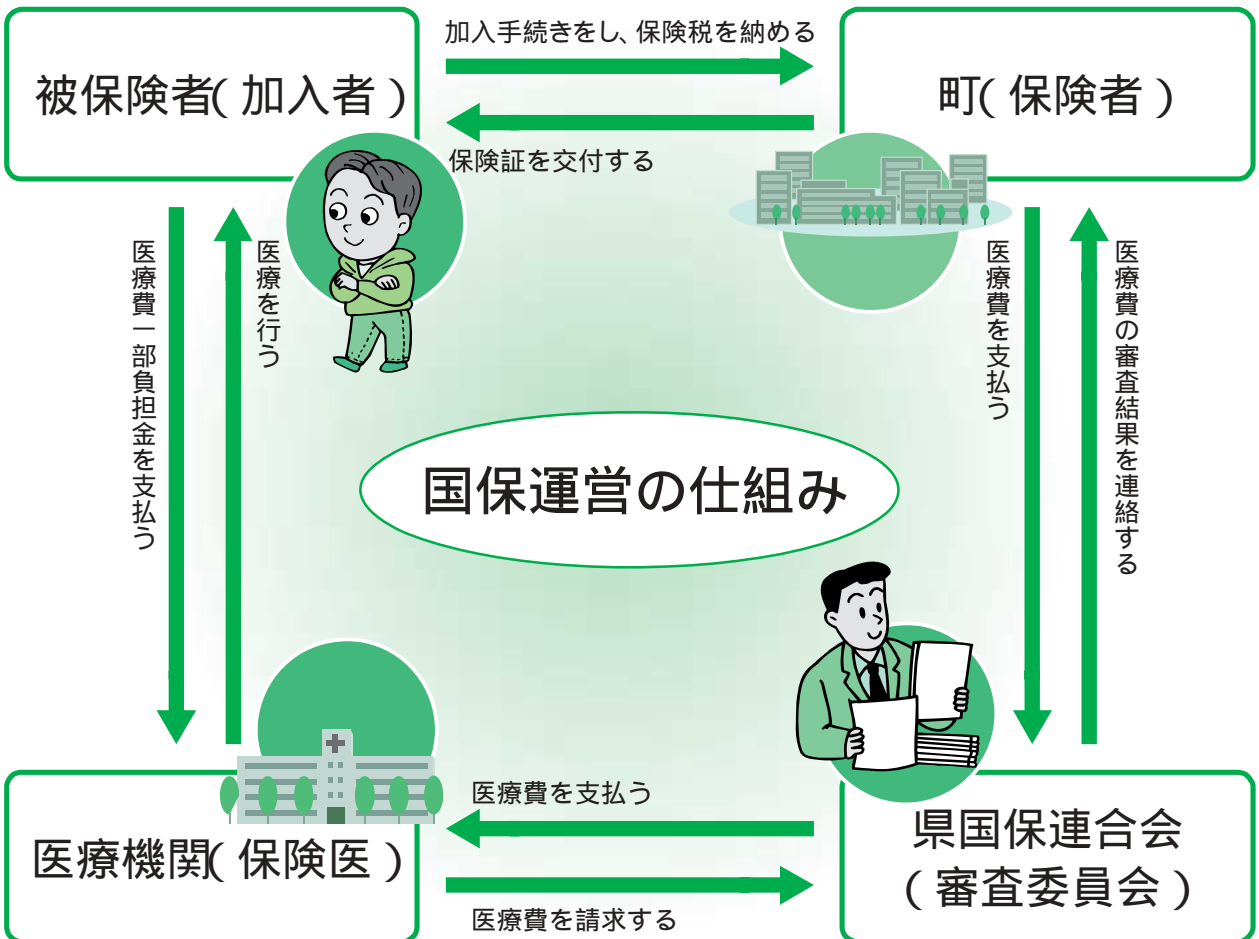 加入手続きをし、保険税を納める
被保険者(加入者)
町(保険者)
保険証を交付する
医療費一部負担金を支払う
医療を行う
医療費を支払う
医療費の審査結果を連絡する
国保運営の仕組み
医療費を支払う
医療機関(保険医)
県国保連合会
(審査委員会)
医療費を請求する